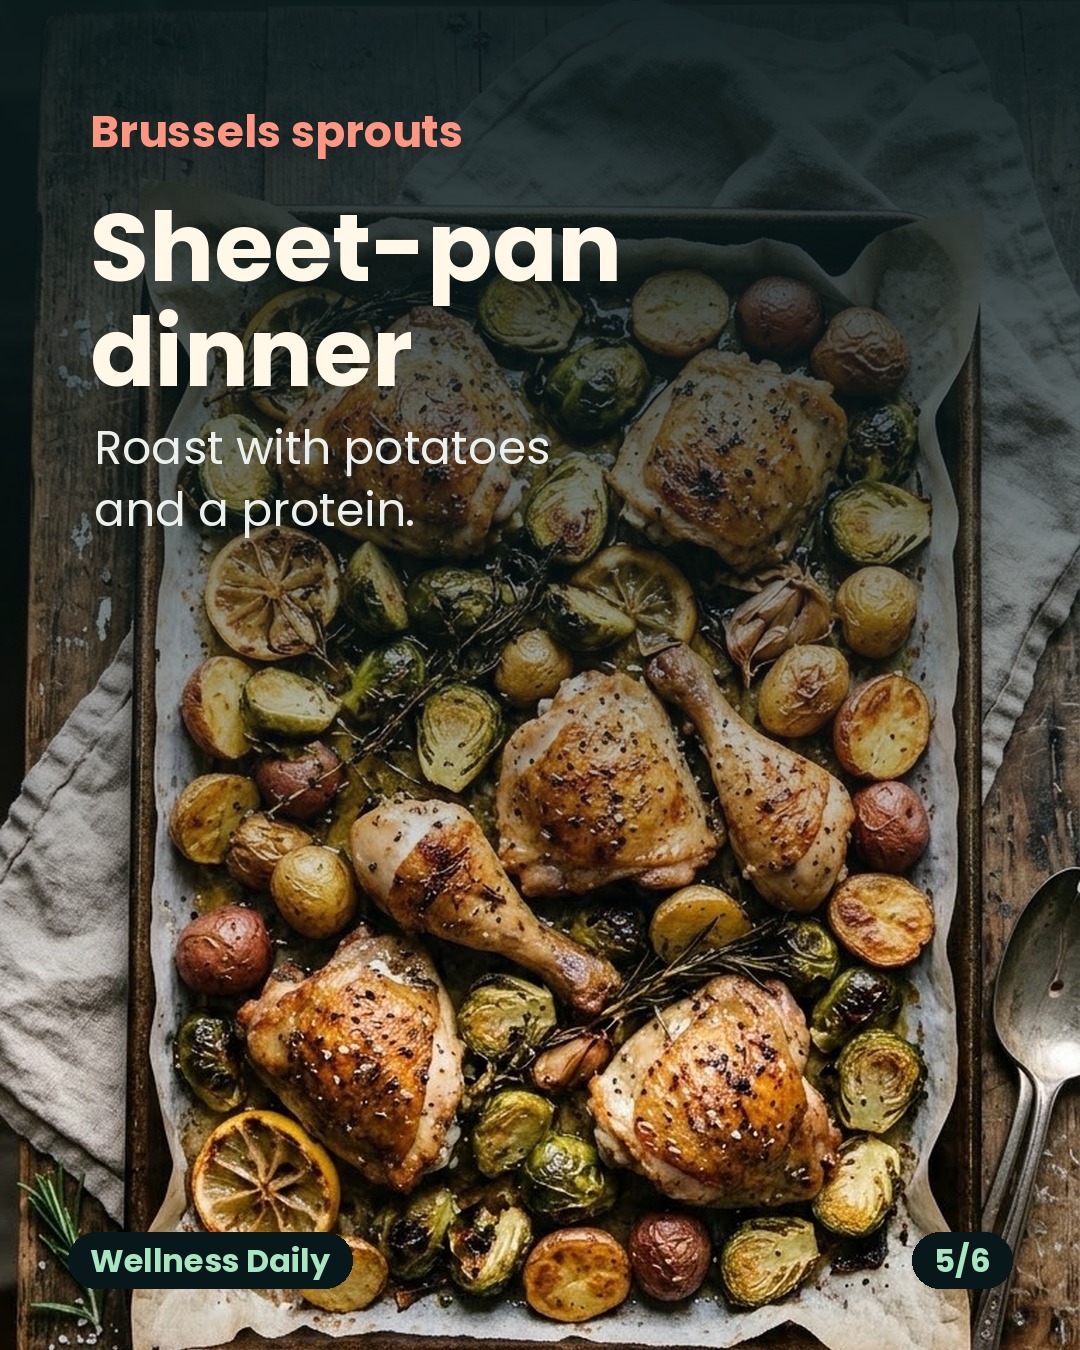 Brussels sprouts
Sheet-pan
dinner
Roast with potatoes
and a protein.
Wellness Daily
5/6